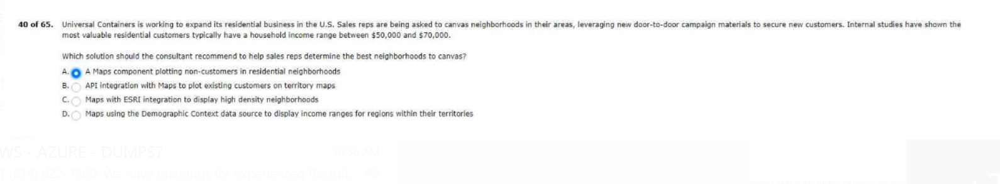 40 of 65. Universal Containers is working to expand its residential business in the U.S. Sales reps are being asked to canvas neighborhoods in their areas, leveraging new door-to-door campaign materials to secure new customers. Internal studies have shown the
most valuable residential customers typically have a household income range between $50,000 and $70,000.
Which solution should the consultant recommend to help sales reps determine the best neighborhoods to canvas?
A. A Maps component plotting non-customers in residential neighborhoods
B. API integration with Maps to plot existing customers on territory maps
C. Maps with ESRI integration to display high density neighborhoods
D. Maps using the Demographic Context data source to display income ranges for regions within their territories
WS - AZURE - DUMPS7 10:56 AM
1 (614) 822-7569: We have openings for experienced Recruit...